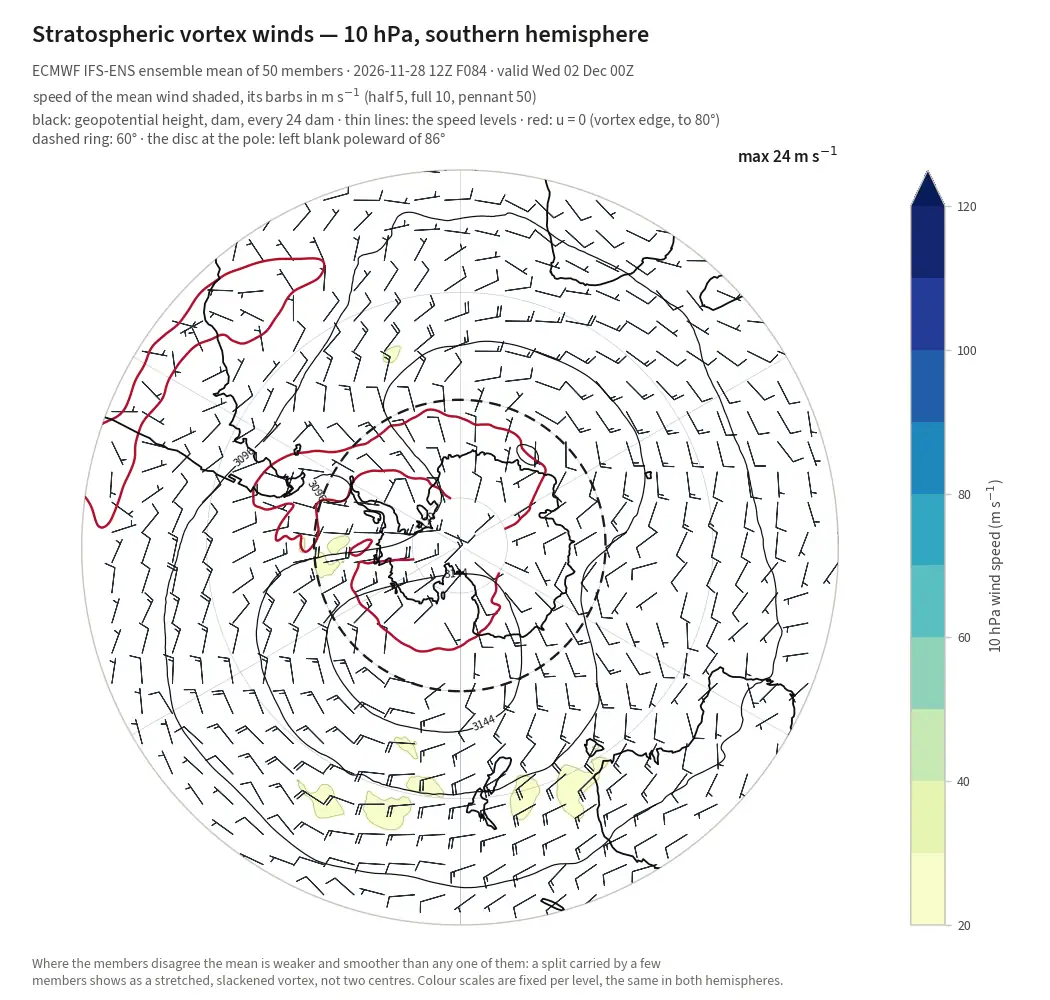 Stratospheric vortex winds — 10 hPa, southern hemisphere
ECMWF IFS-ENS ensemble mean of 50 members · 2026-11-28 12Z F084 · valid Wed 02 Dec 00Z
speed of the mean wind shaded, its barbs in m s⁻¹ (half 5, full 10, pennant 50)
black: geopotential height, dam, every 24 dam · thin lines: the speed levels · red: u = 0 (vortex edge, to 80°)
dashed ring: 60° · the disc at the pole: left blank poleward of 86°
max 24 m s⁻¹
120
100
80
60
40
20
10 hPa wind speed (m s⁻¹)
3144
Where the members disagree the mean is weaker and smoother than any one of them: a split carried by a few
members shows as a stretched, slackened vortex, not two centres. Colour scales are fixed per level, the same in both hemispheres.